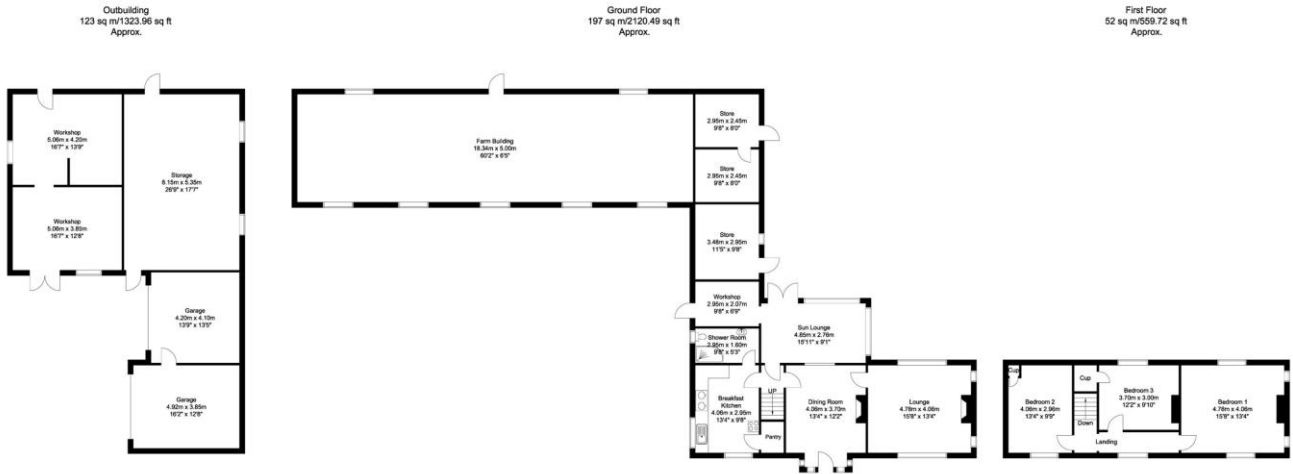 Outbuilding
123 sq m/1323.96 sq ft
Approx.
Ground Floor
197 sq m/2120.49 sq ft
Approx.
First Floor
52 sq m/559.72 sq ft
Approx.
Workshop
5.06m x 4.20m
16'7" x 13'9"
Storage
8.15m x 5.35m
26'9" x 17'7"
Workshop
5.06m x 3.89m
16'7" x 12'8"
Garage
4.20m x 4.10m
13'9" x 13'5"
Garage
4.92m x 3.85m
16'2" x 12'8"
Farm Building
18.34m x 5.00m
60'2" x 6'5"
Store
2.95m x 2.45m
9'8" x 8'0"
Store
2.95m x 2.45m
9'8" x 8'0"
Store
3.48m x 2.95m
11'5" x 9'8"
Workshop
2.95m x 2.07m
9'8" x 6'9"
Sun Lounge
4.85m x 2.76m
15'11" x 9'1"
Shower Room
2.95m x 1.60m
9'8" x 5'3"
Breakfast
Kitchen
4.06m x 2.95m
13'4" x 9'8"
UP
Pantry
Dining Room
4.06m x 3.70m
13'4" x 12'2"
Lounge
4.78m x 4.06m
15'8" x 13'4"
Cup
Bedroom 2
4.06m x 2.96m
13'4" x 9'9"
Cup
Down
Bedroom 3
3.70m x 3.00m
12'2" x 9'10"
Landing
Bedroom 1
4.78m x 4.06m
15'8" x 13'4"